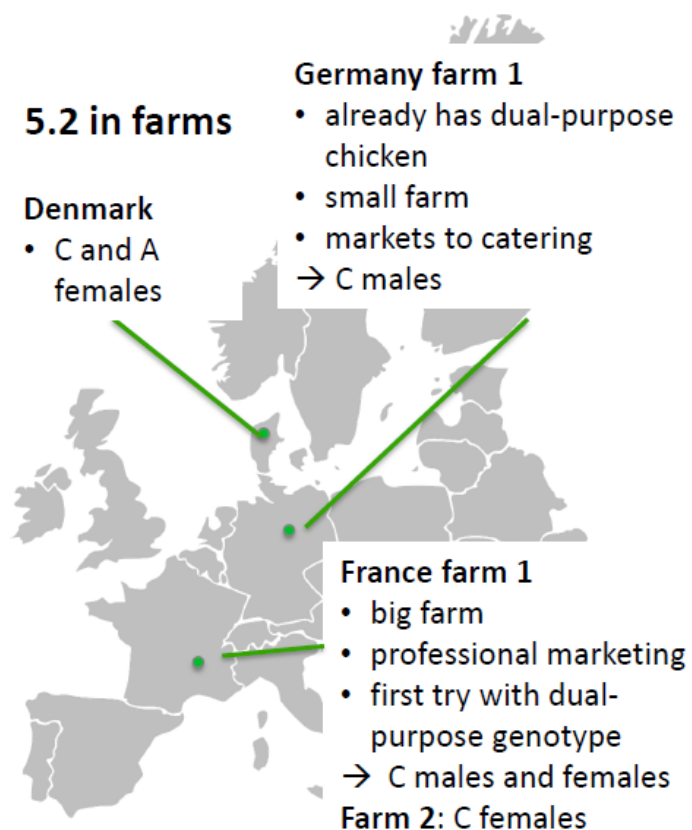 5.2 in farms
Denmark
• C and A
females
Germany farm 1
• already has dual-purpose
chicken
• small farm
• markets to catering
→ C males
France farm 1
• big farm
• professional marketing
• first try with dual-
purpose genotype
→ C males and females
Farm 2: C females